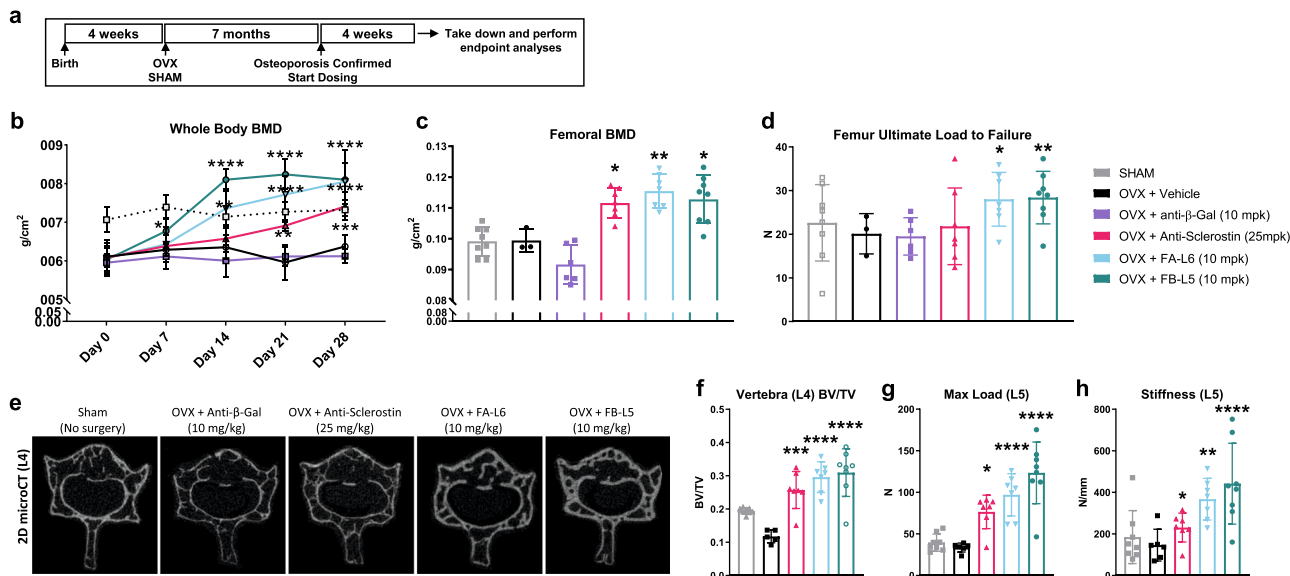 a
4 weeks
7 months
4 weeks
Take down and perform
endpoint analyses
Birth
OVX
SHAM
Osteoporosis Confirmed
Start Dosing
b
Whole Body BMD
g/cm2
009
008
007
006
005
0.05
0.00
****
****
****
****
****
*
**
**
***
Day 0
Day 7
Day 14
Day 21
Day 28
c
Femoral BMD
g/cm2
0.13
0.12
0.11
0.10
0.09
0.08
0.00
*
**
*
d
Femur Ultimate Load to Failure
N
40
30
20
10
0
*
**
SHAM
OVX + Vehicle
OVX + anti-β-Gal (10 mpk)
OVX + Anti-Sclerostin (25mpk)
OVX + FA-L6 (10 mpk)
OVX + FB-L5 (10 mpk)
e
2D microCT (L4)
Sham
(No surgery)
OVX + Anti-β-Gal
(10 mg/kg)
OVX + Anti-Sclerostin
(25 mg/kg)
OVX + FA-L6
(10 mg/kg)
OVX + FB-L5
(10 mg/kg)
f
Vertebra (L4) BV/TV
BV/TV
0.5
0.4
0.3
0.2
0.1
0.0
***
****
****
g
Max Load (L5)
N
200
150
100
50
0
*
****
****
h
Stiffness (L5)
N/mm
800
600
400
200
0
*
**
****